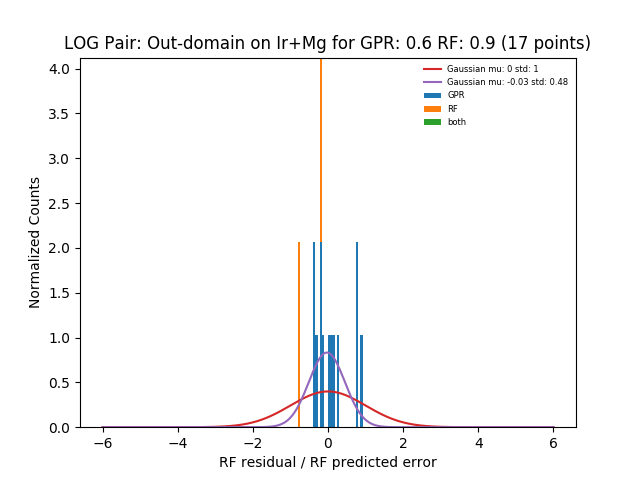 LOG Pair: Out-domain on Ir+Mg for GPR: 0.6 RF: 0.9 (17 points)
Gaussian mu: 0 std: 1
Gaussian mu: -0.03 std: 0.48
GPR
RF
both
Normalized Counts
4.0
3.5
3.0
2.5
2.0
1.5
1.0
0.5
0.0
−6 −4 −2 0 2 4 6
RF residual / RF predicted error